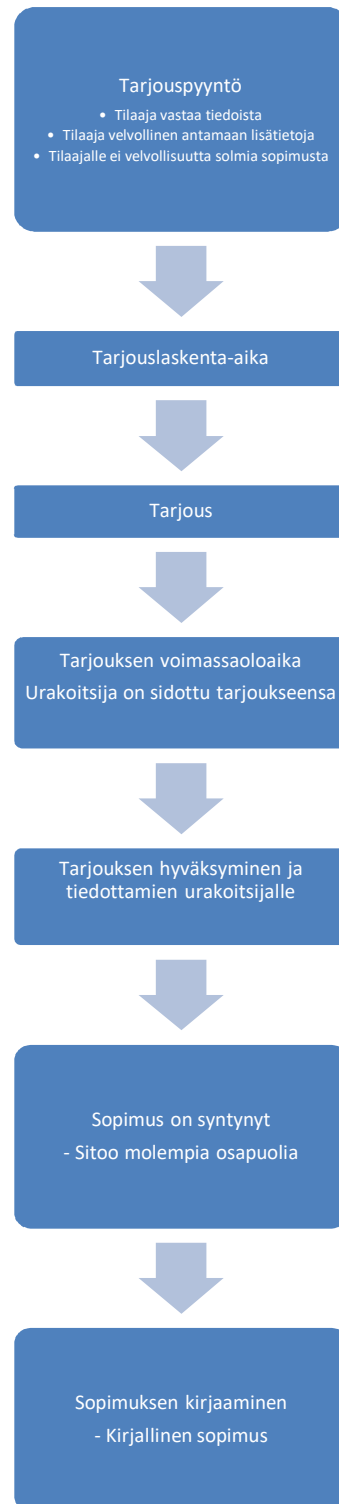 Tarjouspyyntö
• Tilaaja vastaa tiedoista
• Tilaaja velvollinen antamaan lisätietoja
• Tilaajalle ei velvollisuutta solmia sopimusta
Tarjouslaskenta-aika
Tarjous
Tarjouksen voimassaoloaika
Urakoitsija on sidottu tarjoukseensa
Tarjouksen hyväksyminen ja
tiedottamien urakoitsijalle
Sopimus on syntynyt
- Sitoo molempia osapuolia
Sopimuksen kirjaaminen
- Kirjallinen sopimus